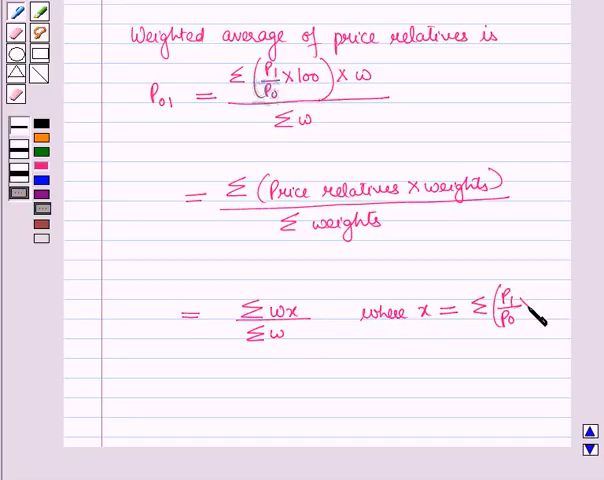 Weighted average of price relatives is
P01 = Σ (P1/P0 × 100) × w / Σ w
= Σ (Price relatives × weights) / Σ weights
= Σ wx / Σ w where x = Σ (P1/P0